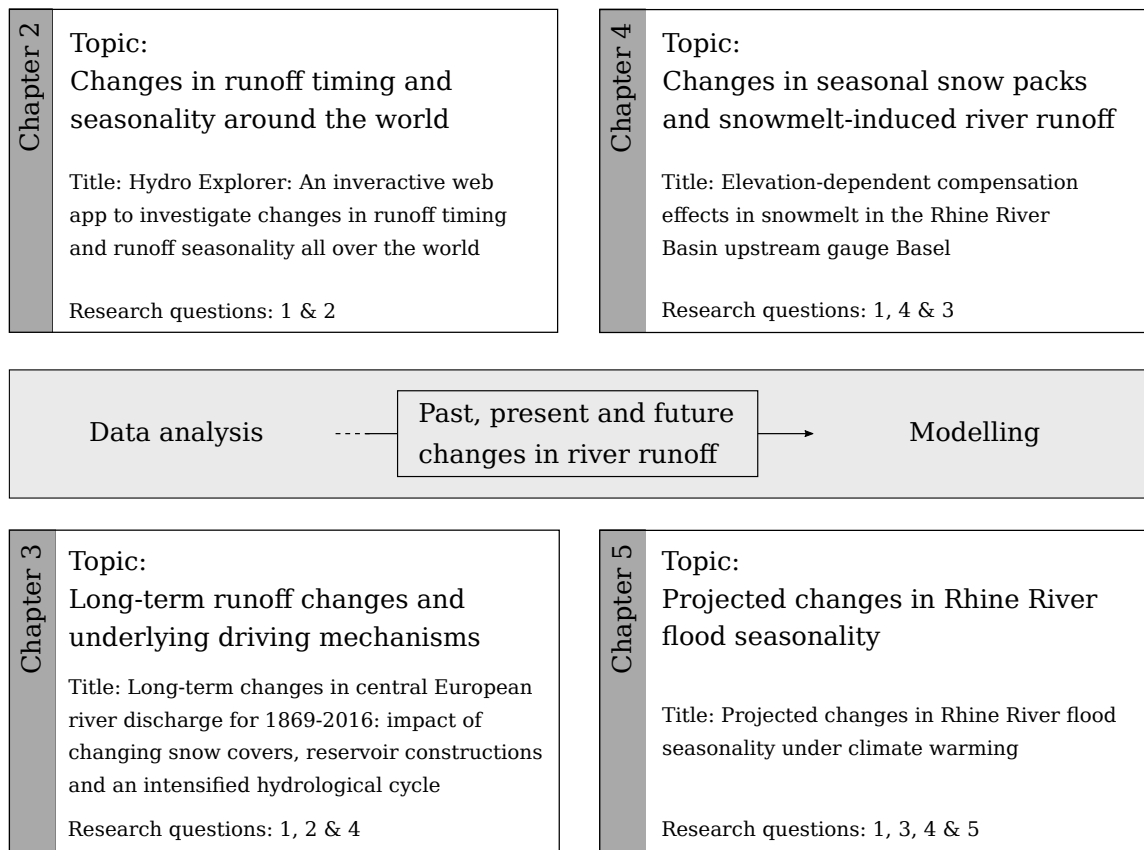 Chapter 2
Topic:
Changes in runoff timing and
seasonality around the world
Title: Hydro Explorer: An inveractive web
app to investigate changes in runoff timing
and runoff seasonality all over the world
Research questions: 1 & 2
Chapter 4
Topic:
Changes in seasonal snow packs
and snowmelt-induced river runoff
Title: Elevation-dependent compensation
effects in snowmelt in the Rhine River
Basin upstream gauge Basel
Research questions: 1, 4 & 3
Data analysis
Past, present and future
changes in river runoff
Modelling
Chapter 3
Topic:
Long-term runoff changes and
underlying driving mechanisms
Title: Long-term changes in central European
river discharge for 1869-2016: impact of
changing snow covers, reservoir constructions
and an intensified hydrological cycle
Research questions: 1, 2 & 4
Chapter 5
Topic:
Projected changes in Rhine River
flood seasonality
Title: Projected changes in Rhine River flood
seasonality under climate warming
Research questions: 1, 3, 4 & 5